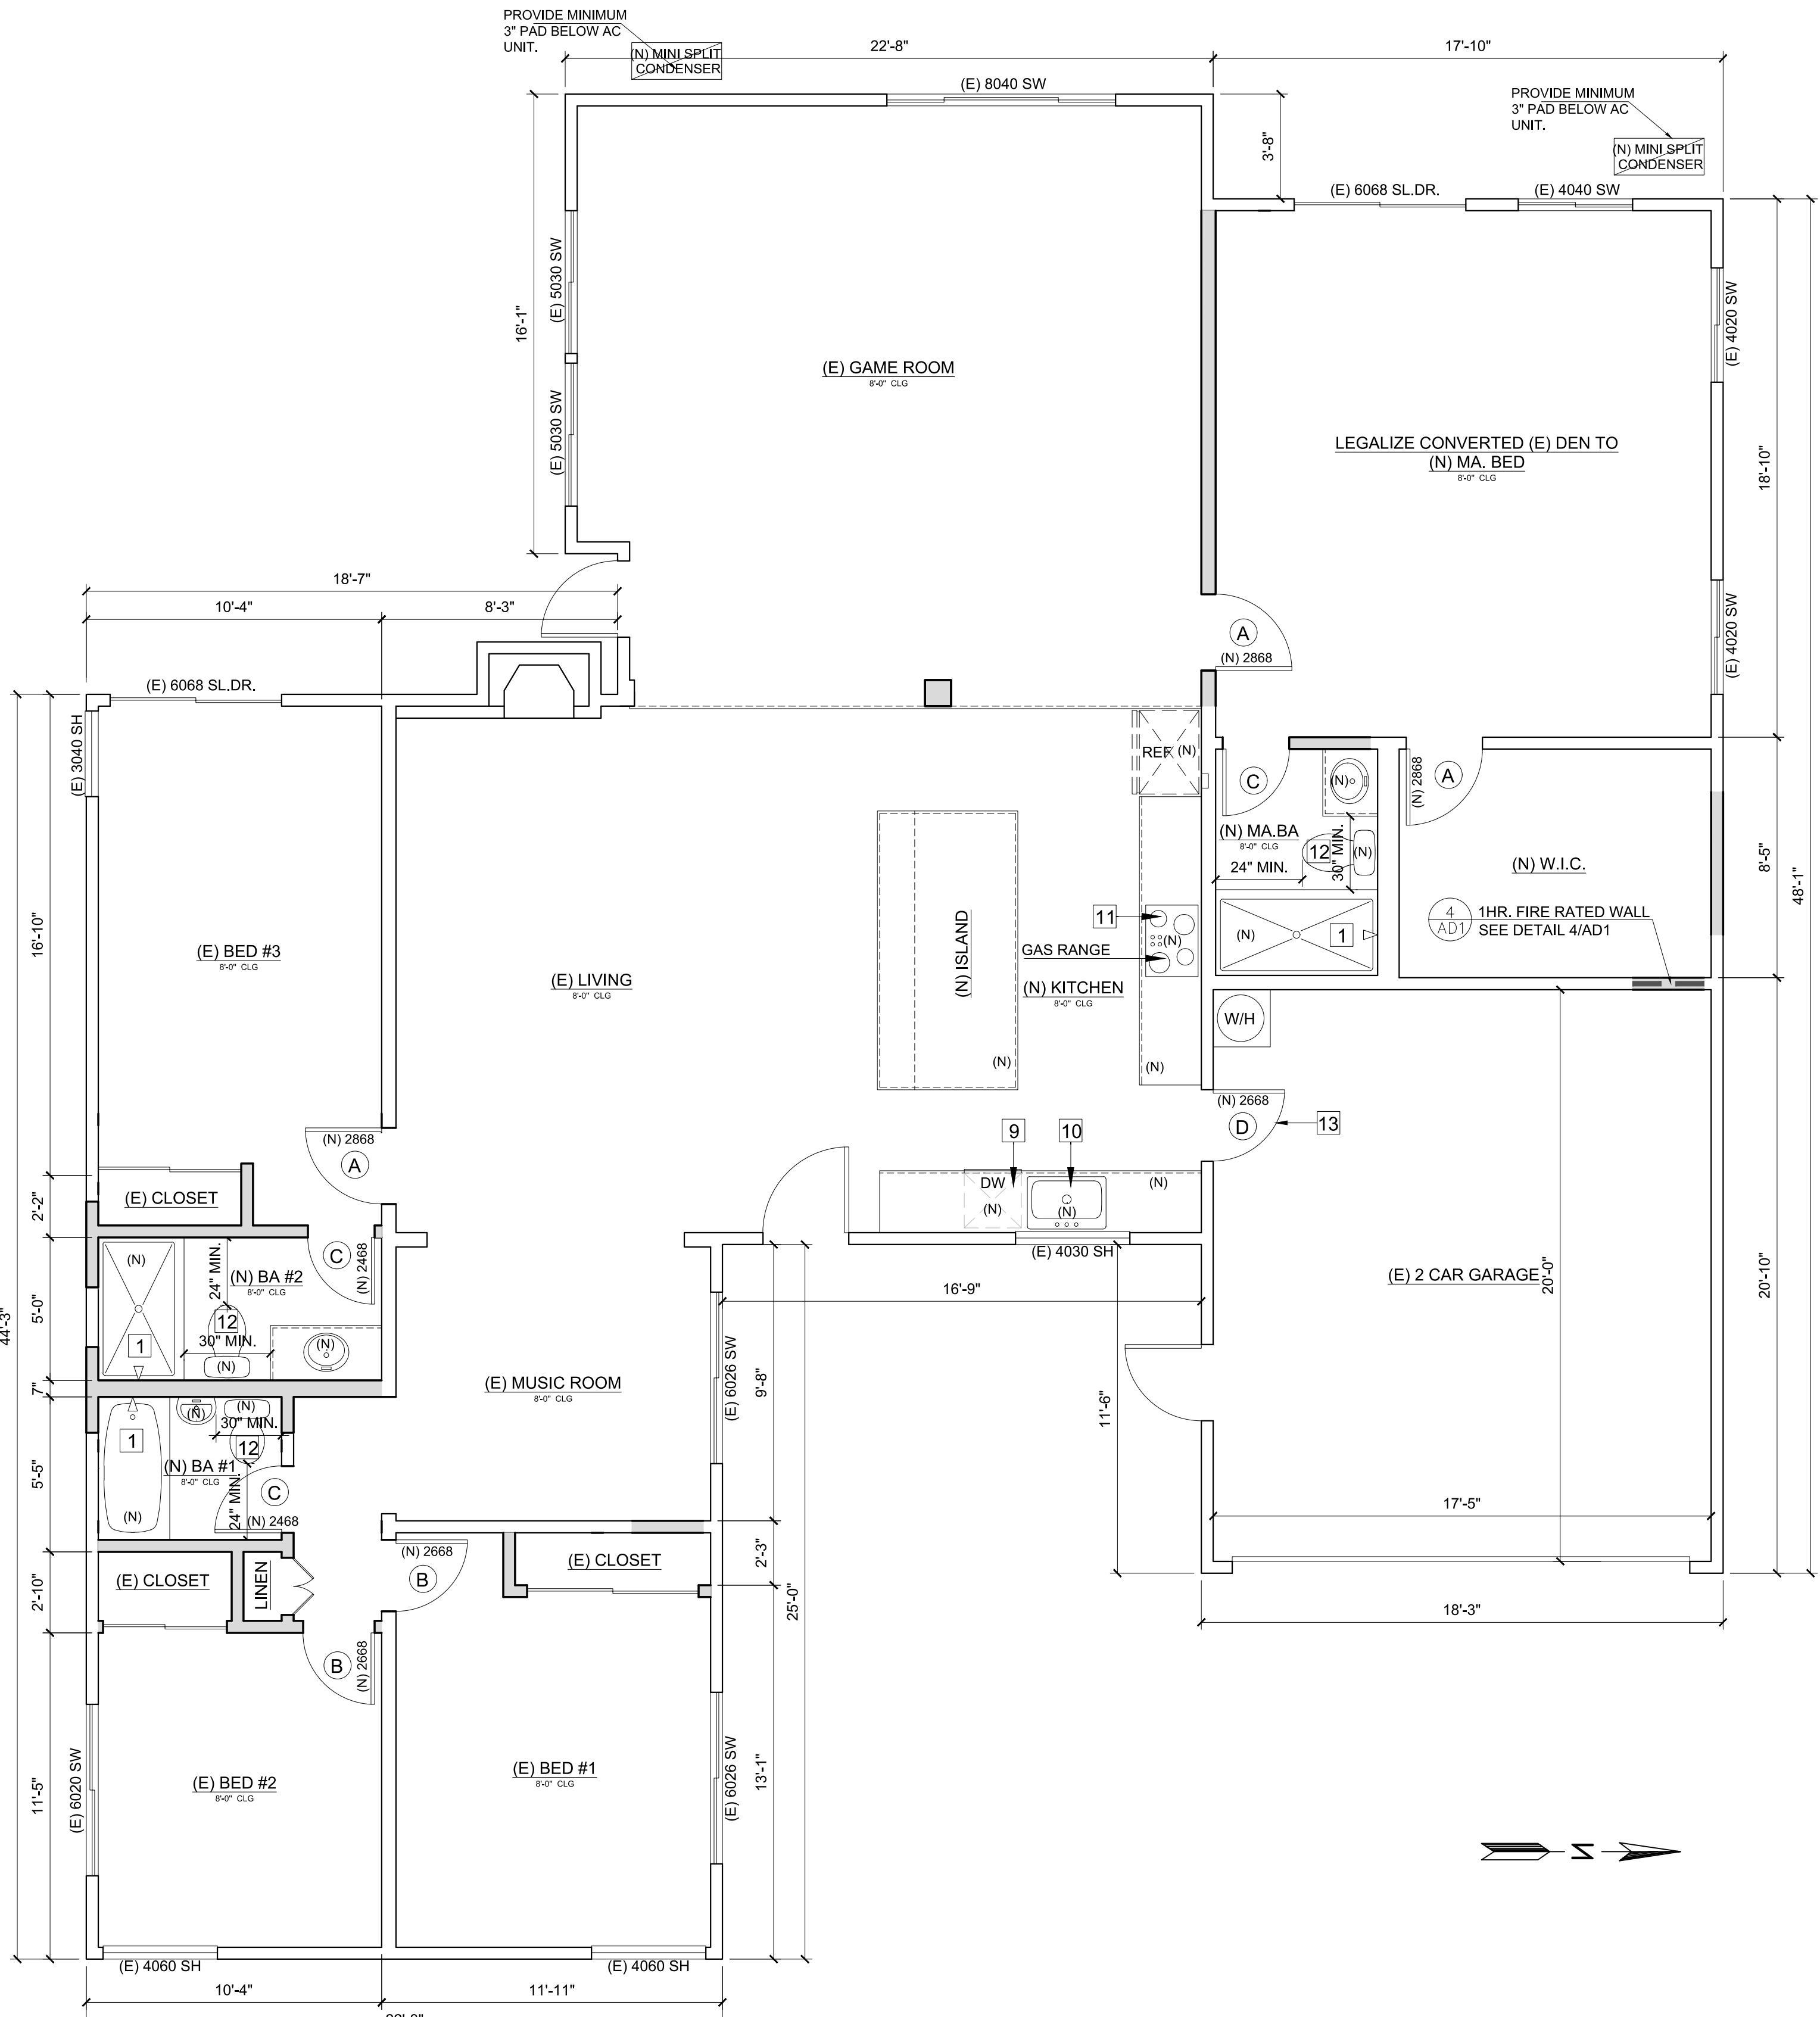 PROVIDE MINIMUM
3" PAD BELOW AC
UNIT.
(N) MINI SPLIT
CONDENSER
22'-8"
17'-10"
(E) 8040 SW
PROVIDE MINIMUM
3" PAD BELOW AC
UNIT.
(N) MINI SPLIT
CONDENSER
3'-8"
(E) 6068 SL.DR.
(E) 4040 SW
16'-1"
(E) 5030 SW
(E) 5030 SW
(E) GAME ROOM
8'-0" CLG
(E) 4020 SW
LEGALIZE CONVERTED (E) DEN TO
(N) MA. BED
8'-0" CLG
18'-10"
(E) 4020 SW
18'-7"
10'-4"
8'-3"
A
(N) 2868
(E) 6068 SL.DR.
(E) 3040 SH
REF (N)
C
(N)
(N) 2868
A
(N) MA.BA
8'-0" CLG
12
(N)
30" MIN.
24" MIN.
(N) W.I.C.
8'-5"
48'-1"
4
AD1
1HR. FIRE RATED WALL
SEE DETAIL 4/AD1
16'-10"
(E) BED #3
8'-0" CLG
(E) LIVING
8'-0" CLG
(N) ISLAND
(N)
11
(N)
GAS RANGE
(N) KITCHEN
8'-0" CLG
(N)
(N)
1
W/H
(N) 2668
D
13
(N) 2868
A
9
10
DW
(N)
(N)
(N)
2'-2"
(E) CLOSET
(E) 4030 SH
44'-3"
5'-0"
(N)
24" MIN.
C
(N) 2468
(N) BA #2
8'-0" CLG
12
30" MIN.
1
(N)
(N)
16'-9"
(E) 2 CAR GARAGE
20'-0"
20'-10"
7"
(E) MUSIC ROOM
8'-0" CLG
(E) 6026 SW
9'-8"
11'-6"
5'-5"
(N)
(N)
30" MIN.
1
12
(N) BA #1
8'-0" CLG
24" MIN.
C
(N)
(N) 2468
17'-5"
2'-10"
(E) CLOSET
LINEN
(N) 2668
B
(E) CLOSET
2'-3"
25'-0"
18'-3"
B
(N) 2668
11'-5"
(E) 6020 SW
(E) BED #2
8'-0" CLG
(E) BED #1
8'-0" CLG
(E) 6026 SW
13'-1"
N
(E) 4060 SH
(E) 4060 SH
10'-4"
11'-11"